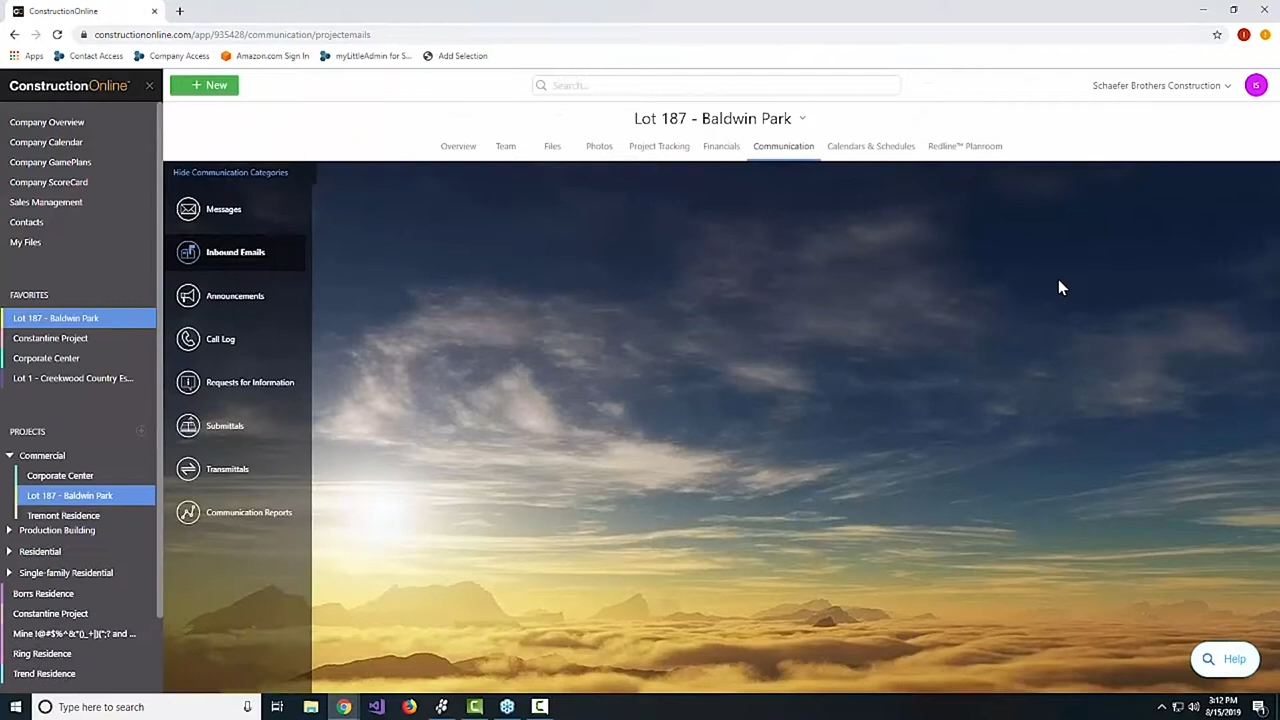 ConstructionOnline
constructiononline.com/app/935428/communication/projectemails
Apps
Contact Access
Company Access
Amazon.com Sign In
myLittleAdmin for S...
Add Selection
ConstructionOnline™
+ New
Search...
Schaefer Brothers Construction
IS
Lot 187 - Baldwin Park
Overview
Team
Files
Photos
Project Tracking
Financials
Communication
Calendars & Schedules
Redline™ Planroom
Company Overview
Company Calendar
Company GamePlans
Company ScoreCard
Sales Management
Contacts
My Files
FAVORITES
Lot 187 - Baldwin Park
Constantine Project
Corporate Center
Lot 1 - Creekwood Country Es...
PROJECTS
Commercial
Corporate Center
Lot 187 - Baldwin Park
Tremont Residence
Production Building
Residential
Single-family Residential
Borrs Residence
Constantine Project
Ring Residence
Trend Residence
Hide Communication Categories
Messages
Inbound Emails
Announcements
Call Log
Requests for Information
Submittals
Transmittals
Communication Reports
Help
Type here to search
3:12 PM
8/15/2019